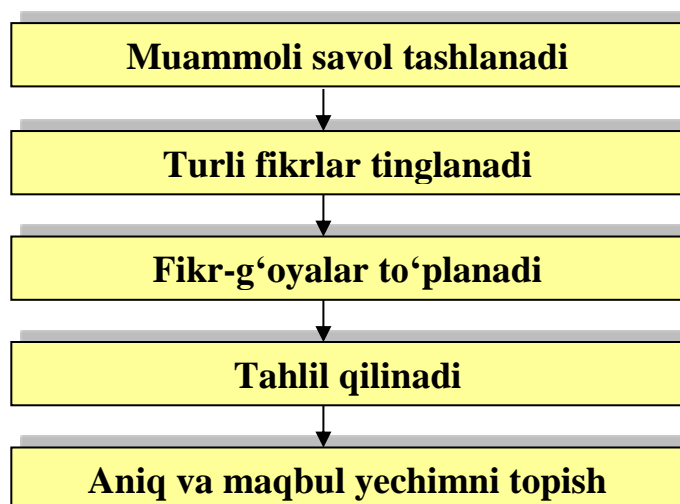 Muammoli savol tashlanadi
Turli fikrlar tinglanadi
Fikr-g‘oyalar to‘planadi
Tahlil qilinadi
Aniq va maqbul yechimni topish